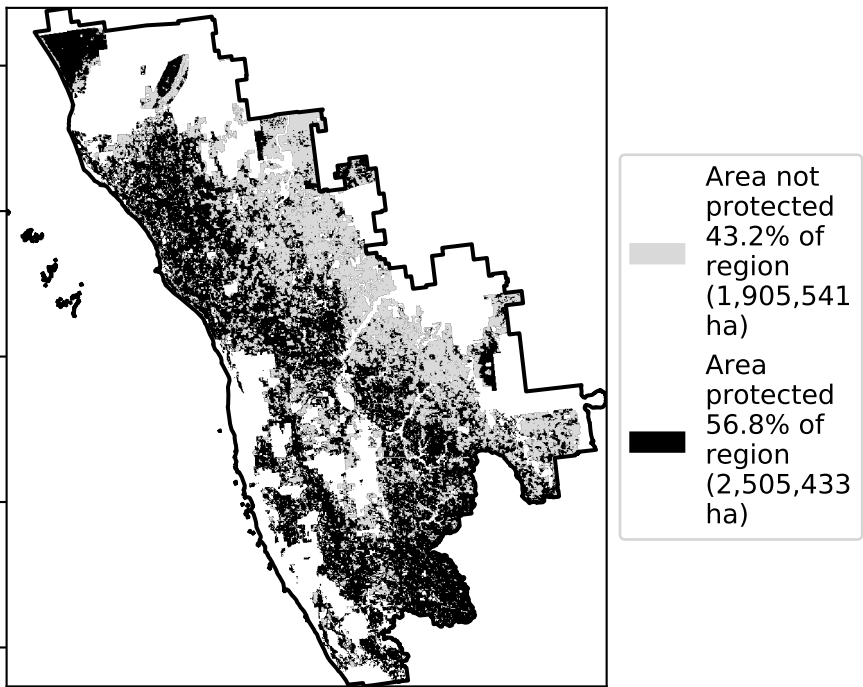 Area not
protected
43.2% of
region
(1,905,541
ha)
Area
protected
56.8% of
region
(2,505,433
ha)